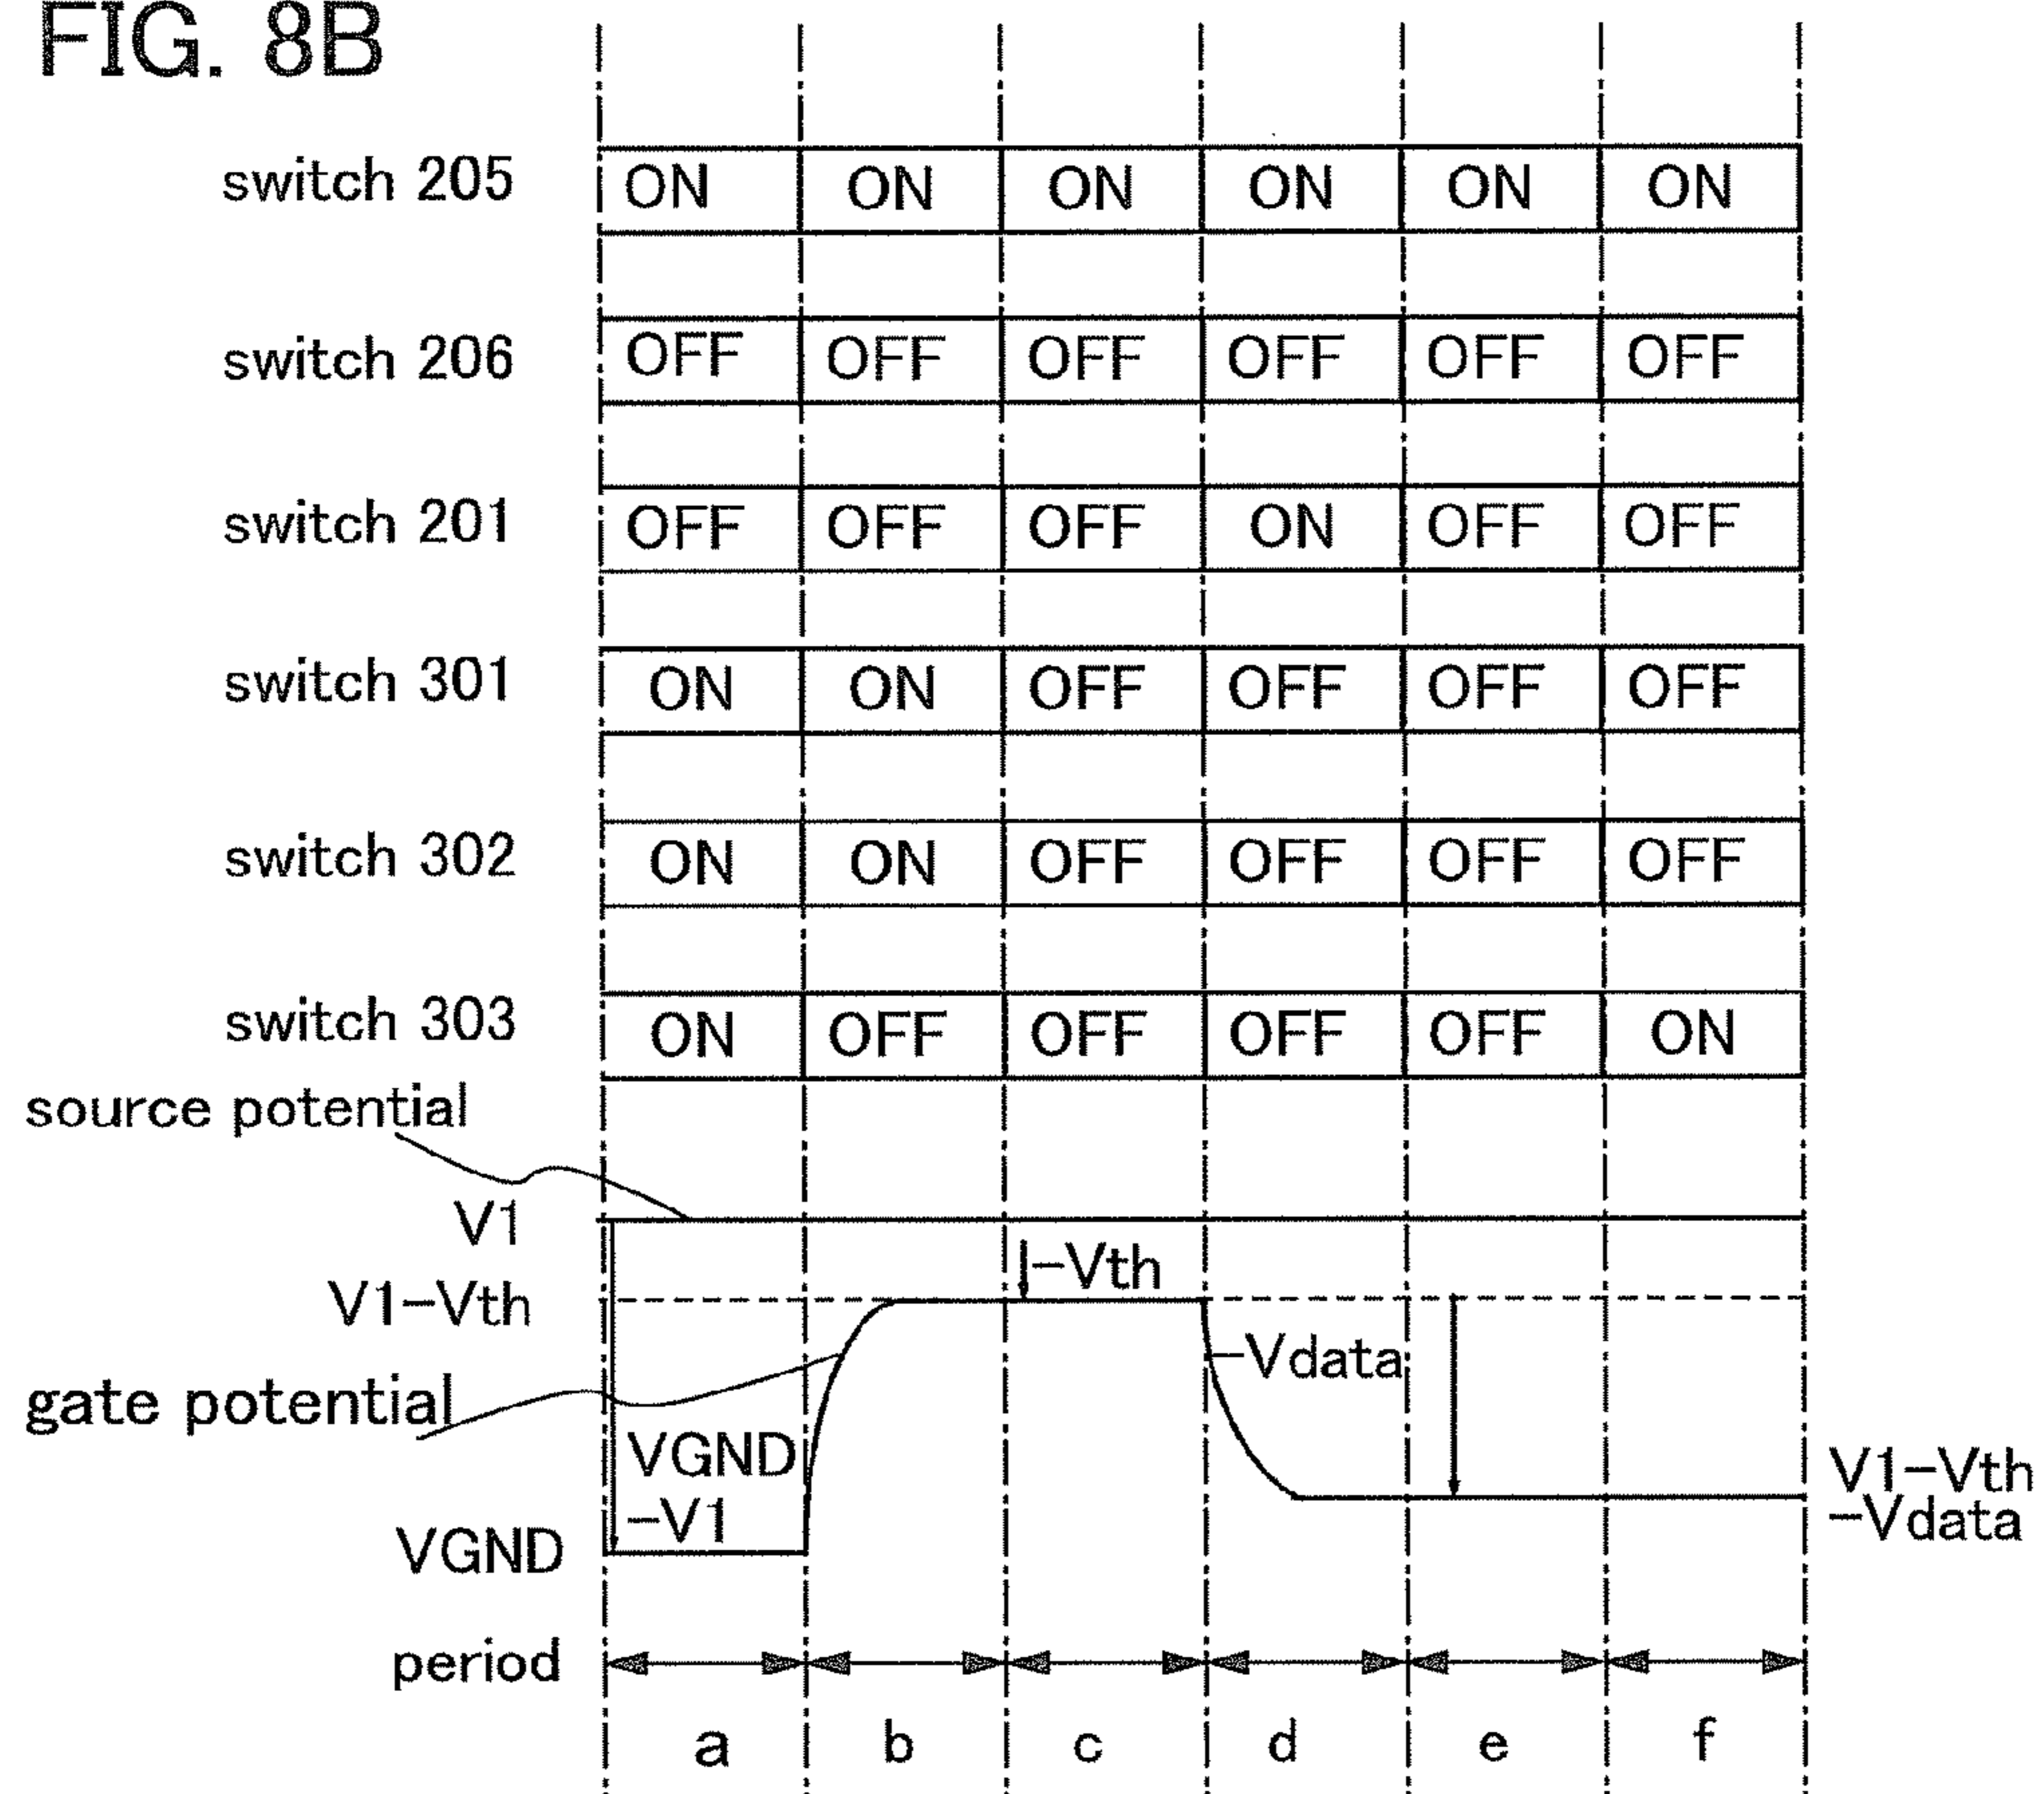 FIG. 8B
switch 205 ON ON ON ON ON ON
switch 206 OFF OFF OFF OFF OFF OFF
switch 201 OFF OFF OFF ON OFF OFF
switch 301 ON ON OFF OFF OFF OFF
switch 302 ON ON OFF OFF OFF OFF
switch 303 ON OFF OFF OFF OFF ON
source potential
V1
-Vth
V1-Vth
-Vdata
gate potential
VGND
-V1
V1-Vth
-Vdata
VGND
period
a b c d e f